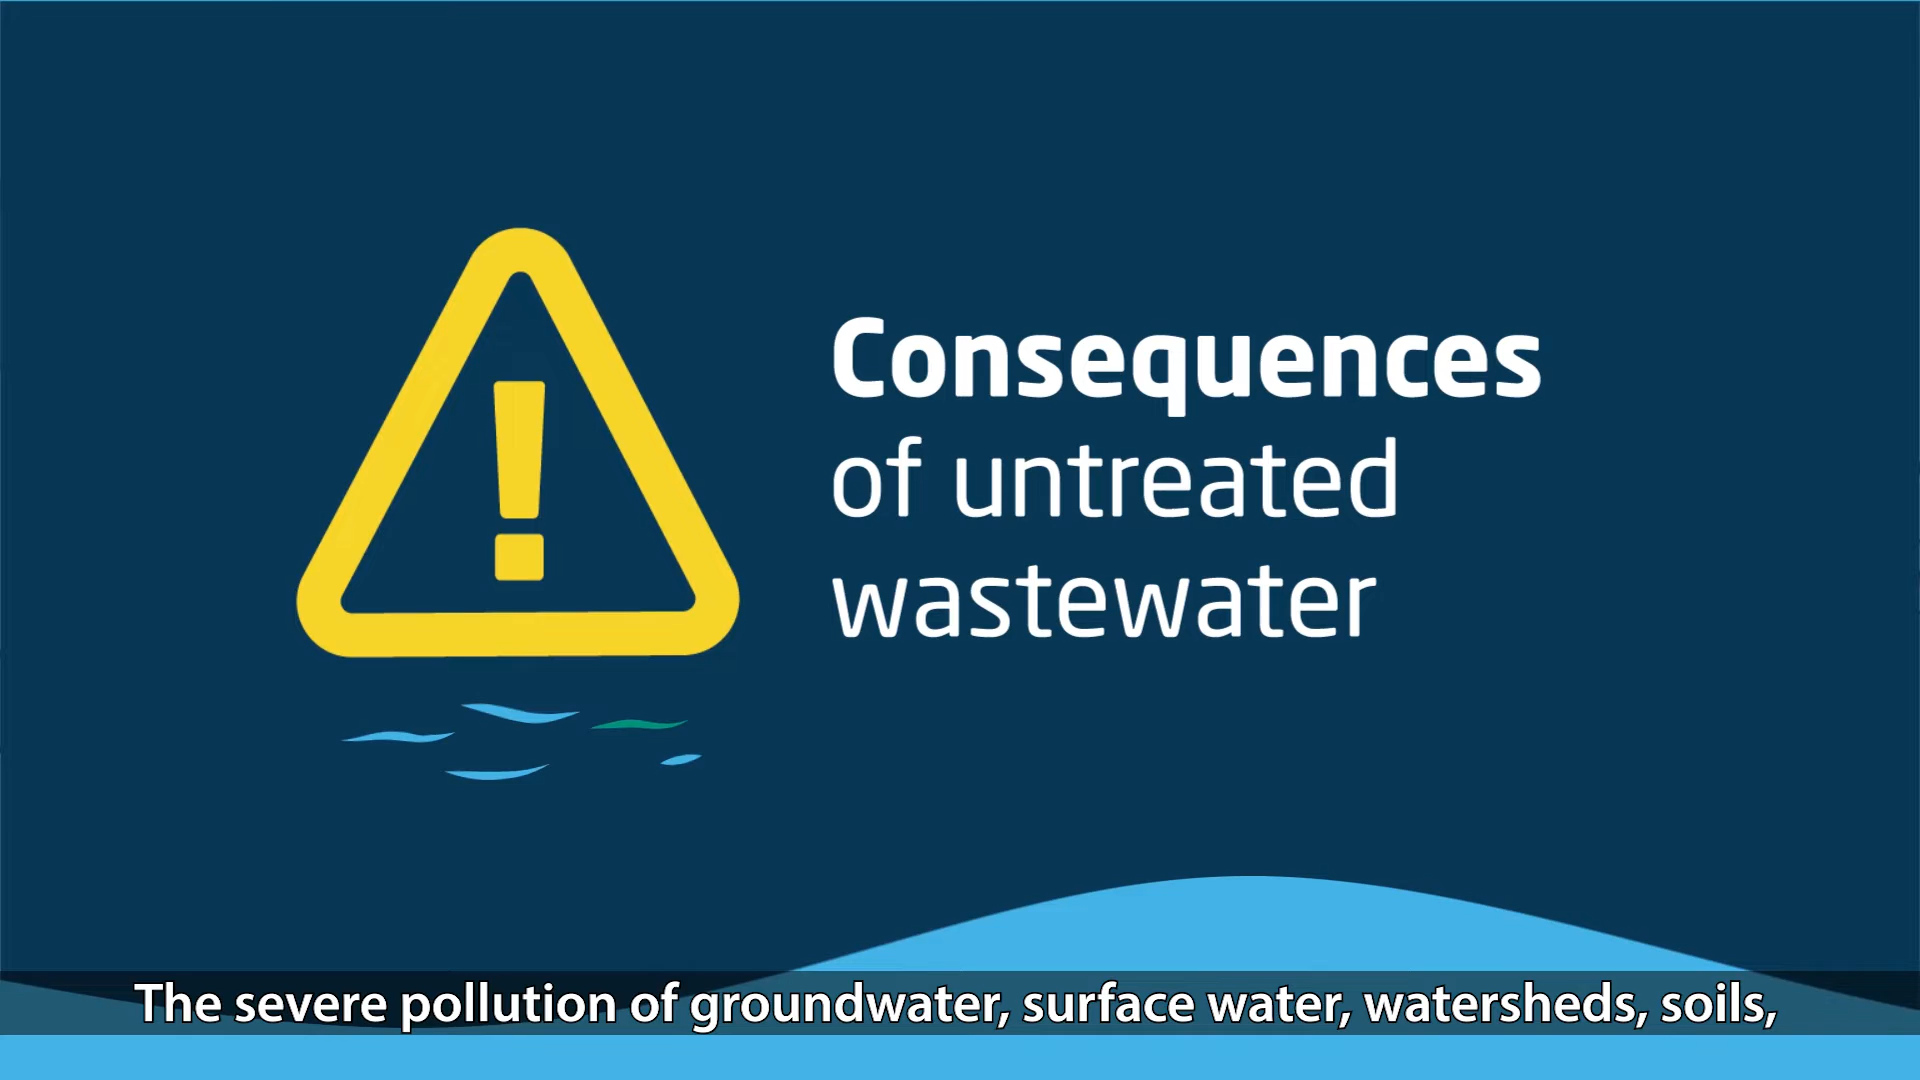 Consequences
of untreated
wastewater
The severe pollution of groundwater, surface water, watersheds, soils,